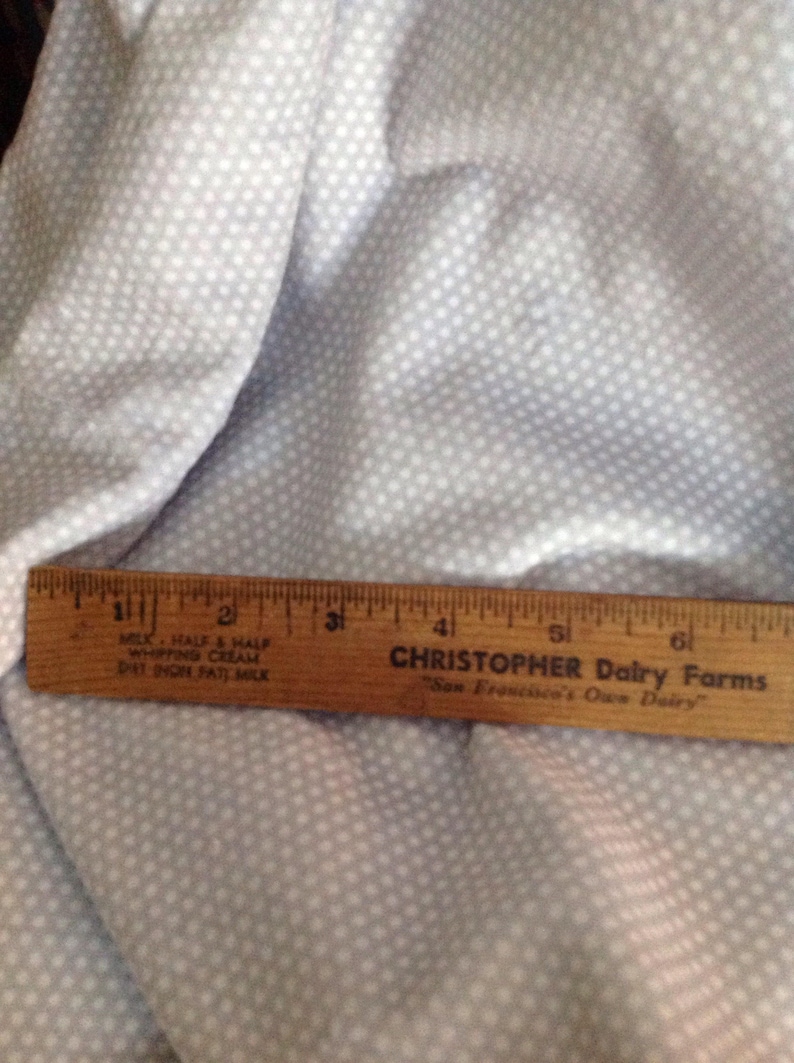 1 2 3 4 5 6
MILK · HALF & HALF
WHIPPING CREAM
DRY (NON FAT) MILK
CHRISTOPHER Dairy Farms
"San Francisco's Own Dairy"